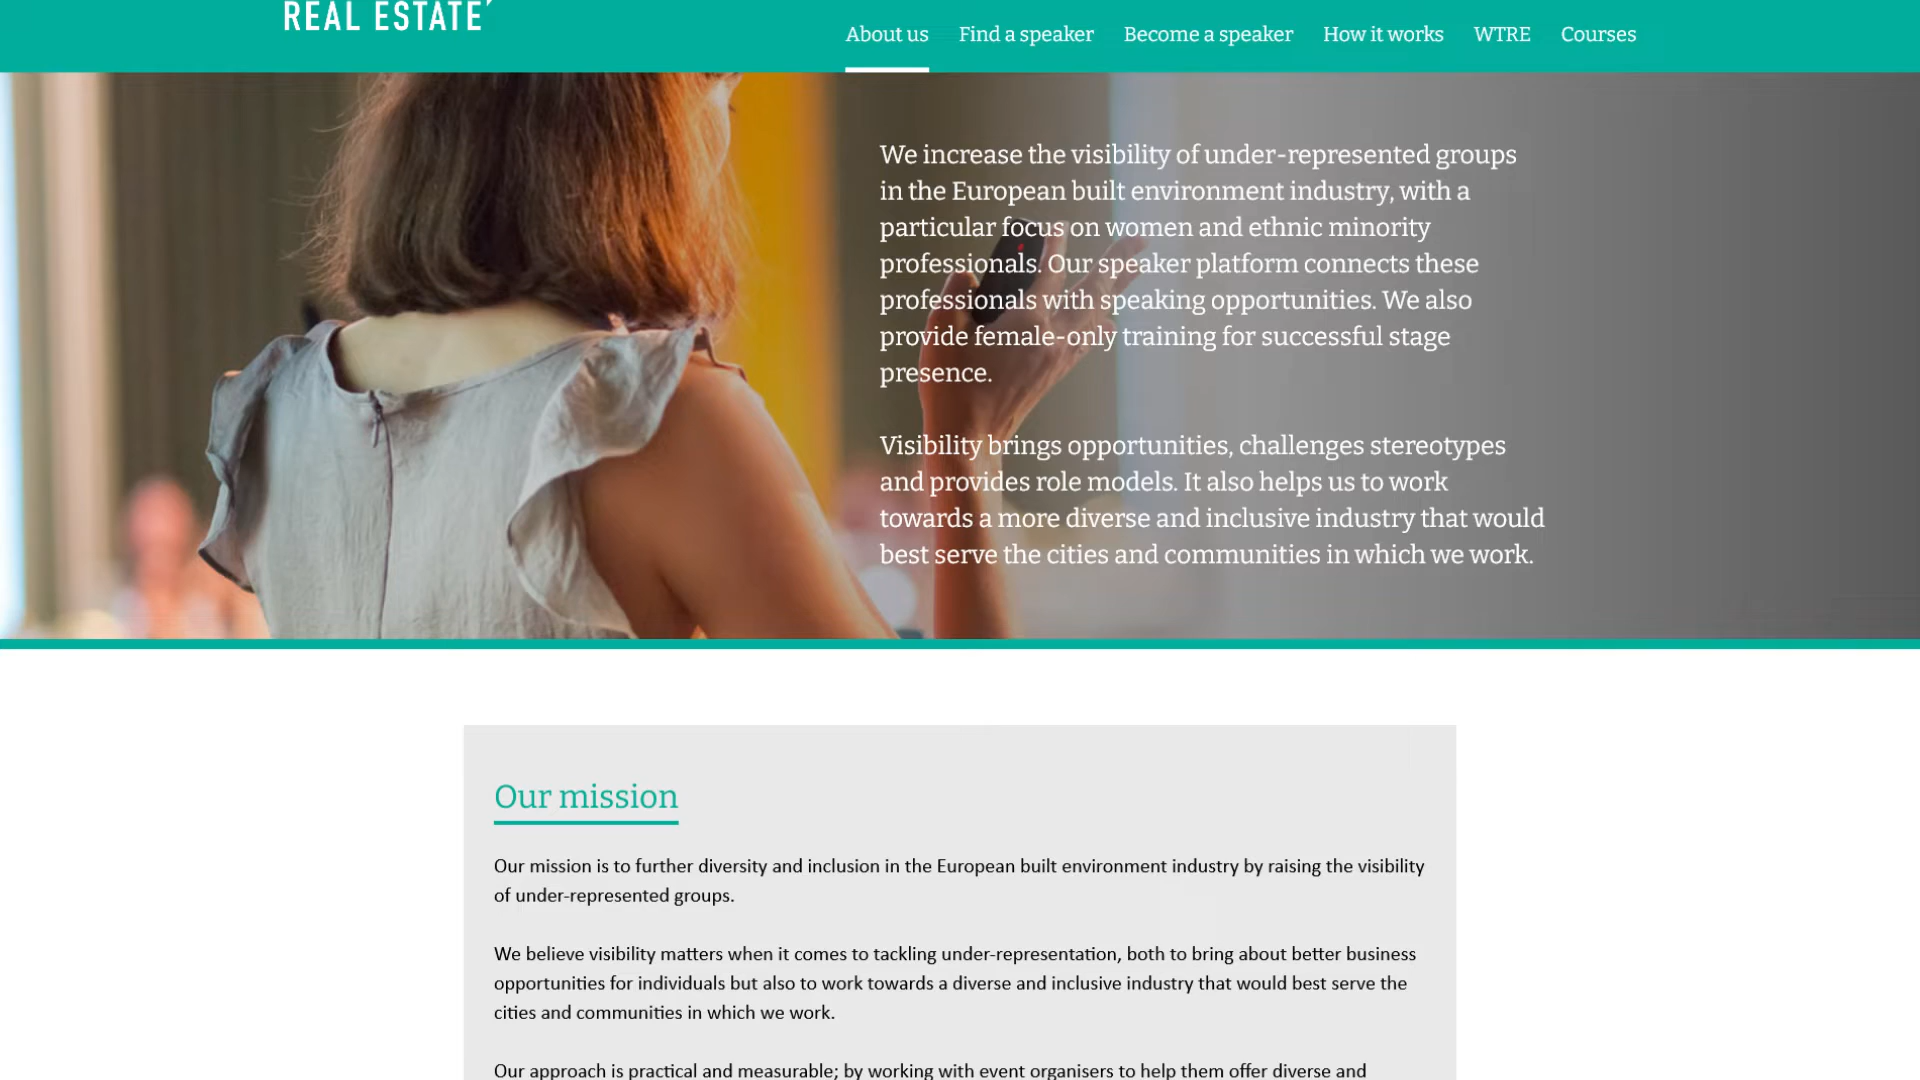 REAL ESTATE
About us Find a speaker Become a speaker How it works WTRE Courses
We increase the visibility of under-represented groups
in the European built environment industry, with a
particular focus on women and ethnic minority
professionals. Our speaker platform connects these
professionals with speaking opportunities. We also
provide female-only training for successful stage
presence.
Visibility brings opportunities, challenges stereotypes
and provides role models. It also helps us to work
towards a more diverse and inclusive industry that would
best serve the cities and communities in which we work.
Our mission
Our mission is to further diversity and inclusion in the European built environment industry by raising the visibility
of under-represented groups.
We believe visibility matters when it comes to tackling under-representation, both to bring about better business
opportunities for individuals but also to work towards a diverse and inclusive industry that would best serve the
cities and communities in which we work.
Our approach is practical and measurable; by working with event organisers to help them offer diverse and